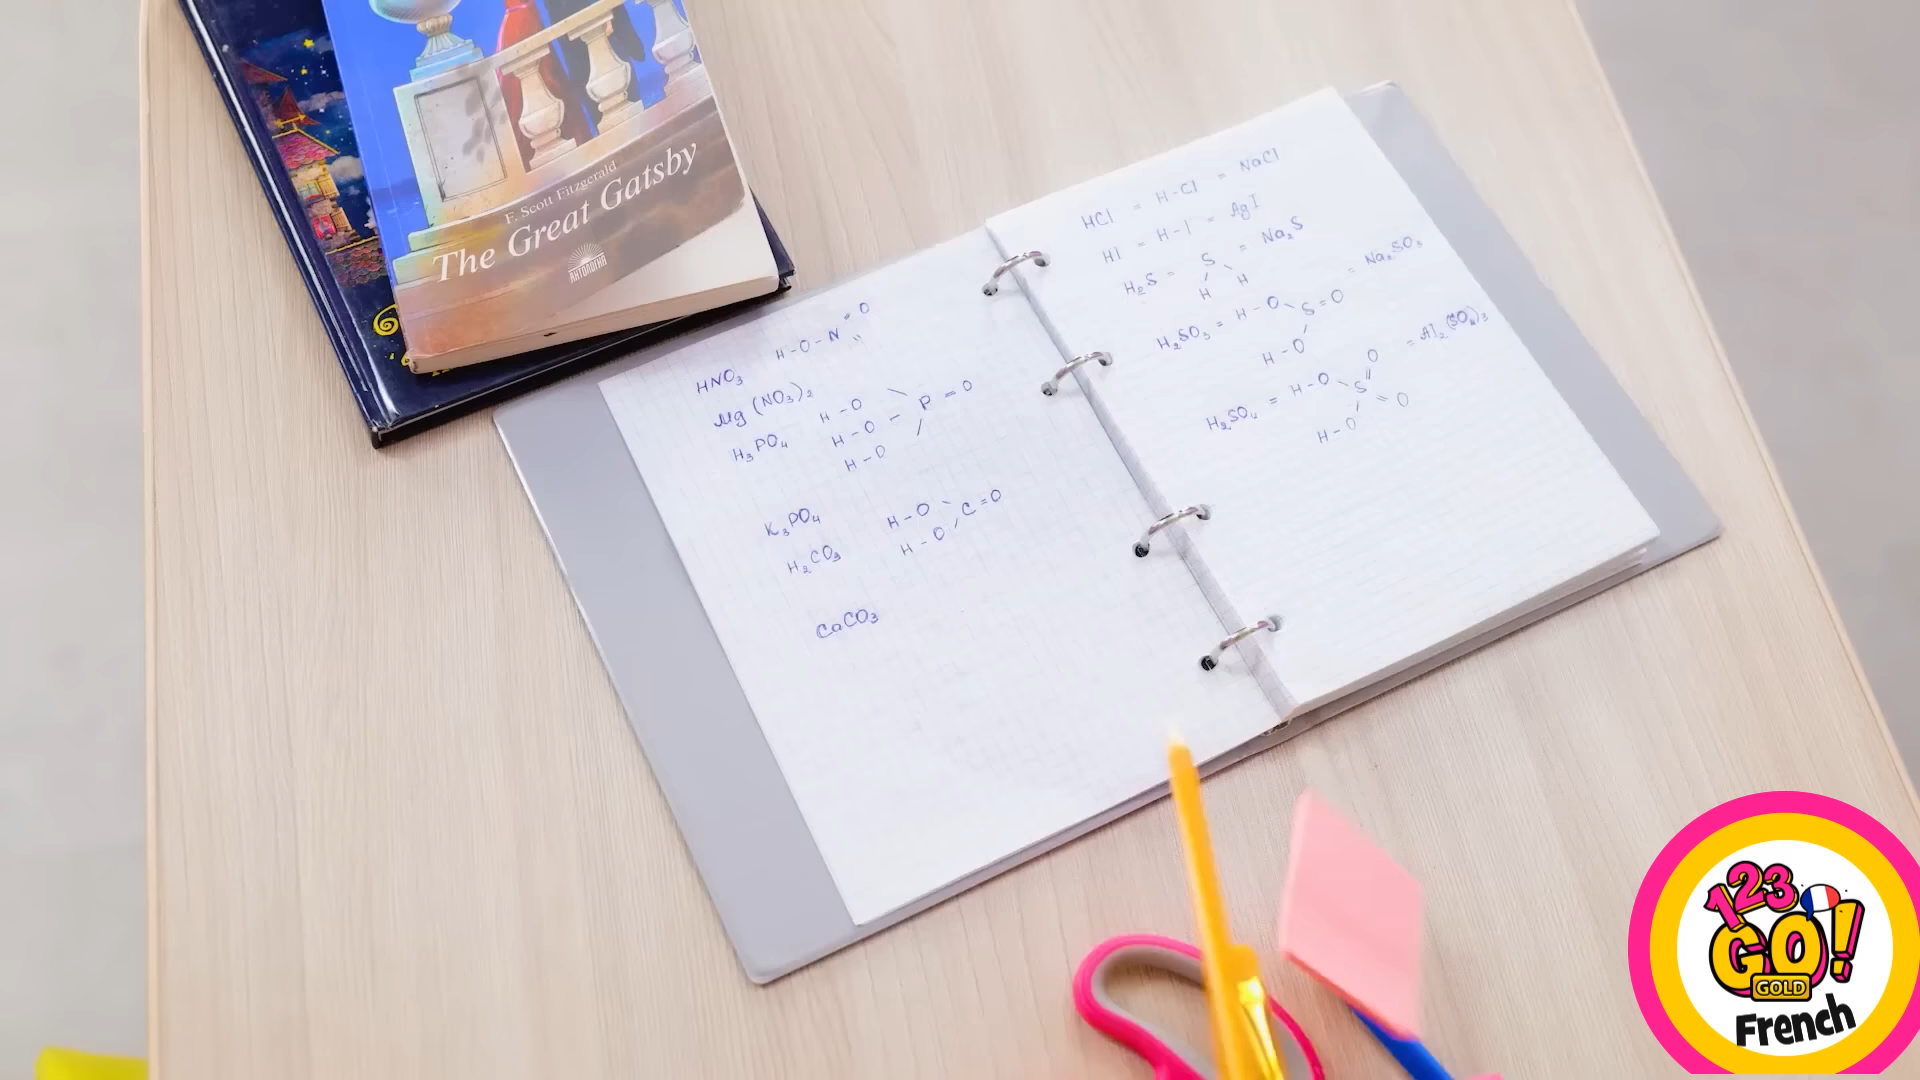 F. Scott Fitzgerald
The Great Gatsby
АНТОЛОГИЯ
HNO3 H-O-N=O
Mg(NO3)2
H3PO4 H-O
H-O P=O
H-O
K3PO4
H2CO3 H-O C=O
H-O
CaCO3
HCl = H-Cl = NaCl
HI = H-I = AgI
H2S = S = Na2S
H H
H2SO3 = H-O S=O = Na2SO3
H-O
H2SO4 = H-O S O = Al2(SO4)3
O
H-O
123
GO!
GOLD
French